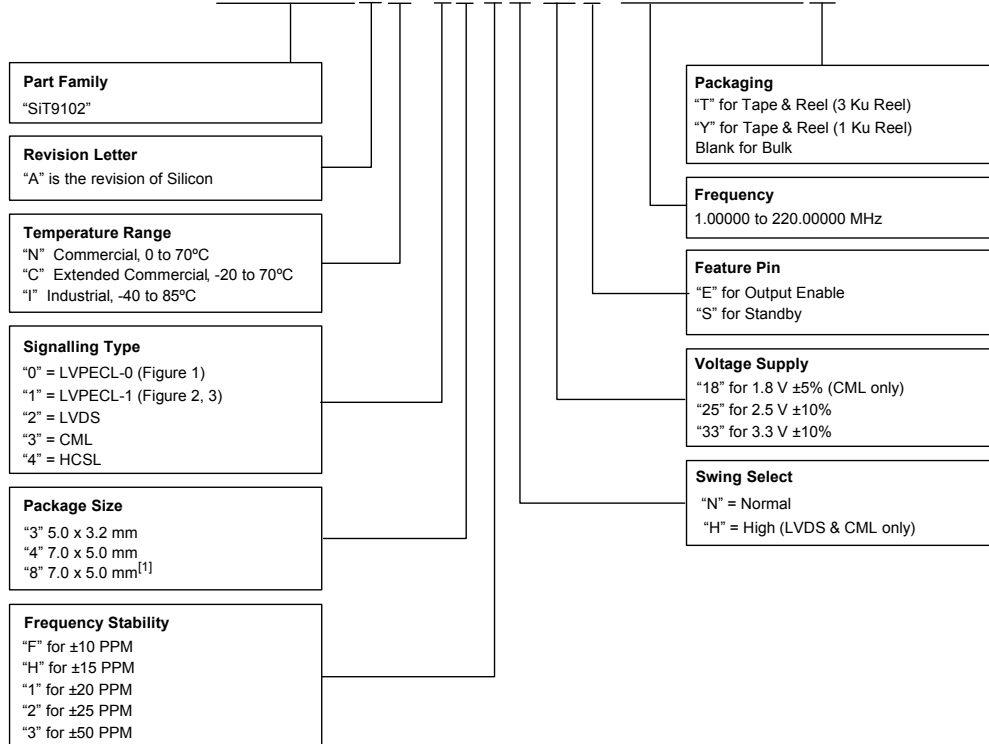 Part Family
“SiT9102”
Revision Letter
“A” is the revision of Silicon
Temperature Range
“N” Commercial, 0 to 70ºC
“C” Extended Commercial, -20 to 70ºC
“I” Industrial, -40 to 85ºC
Signalling Type
“0” = LVPECL-0 (Figure 1)
“1” = LVPECL-1 (Figure 2, 3)
“2” = LVDS
“3” = CML
“4” = HCSL
Package Size
“3” 5.0 x 3.2 mm
“4” 7.0 x 5.0 mm
“8” 7.0 x 5.0 mm[1]
Frequency Stability
“F” for ±10 PPM
“H” for ±15 PPM
“1” for ±20 PPM
“2” for ±25 PPM
“3” for ±50 PPM
Packaging
“T” for Tape & Reel (3 Ku Reel)
“Y” for Tape & Reel (1 Ku Reel)
Blank for Bulk
Frequency
1.00000 to 220.00000 MHz
Feature Pin
“E” for Output Enable
“S” for Standby
Voltage Supply
“18” for 1.8 V ±5% (CML only)
“25” for 2.5 V ±10%
“33” for 3.3 V ±10%
Swing Select
“N” = Normal
“H” = High (LVDS & CML only)